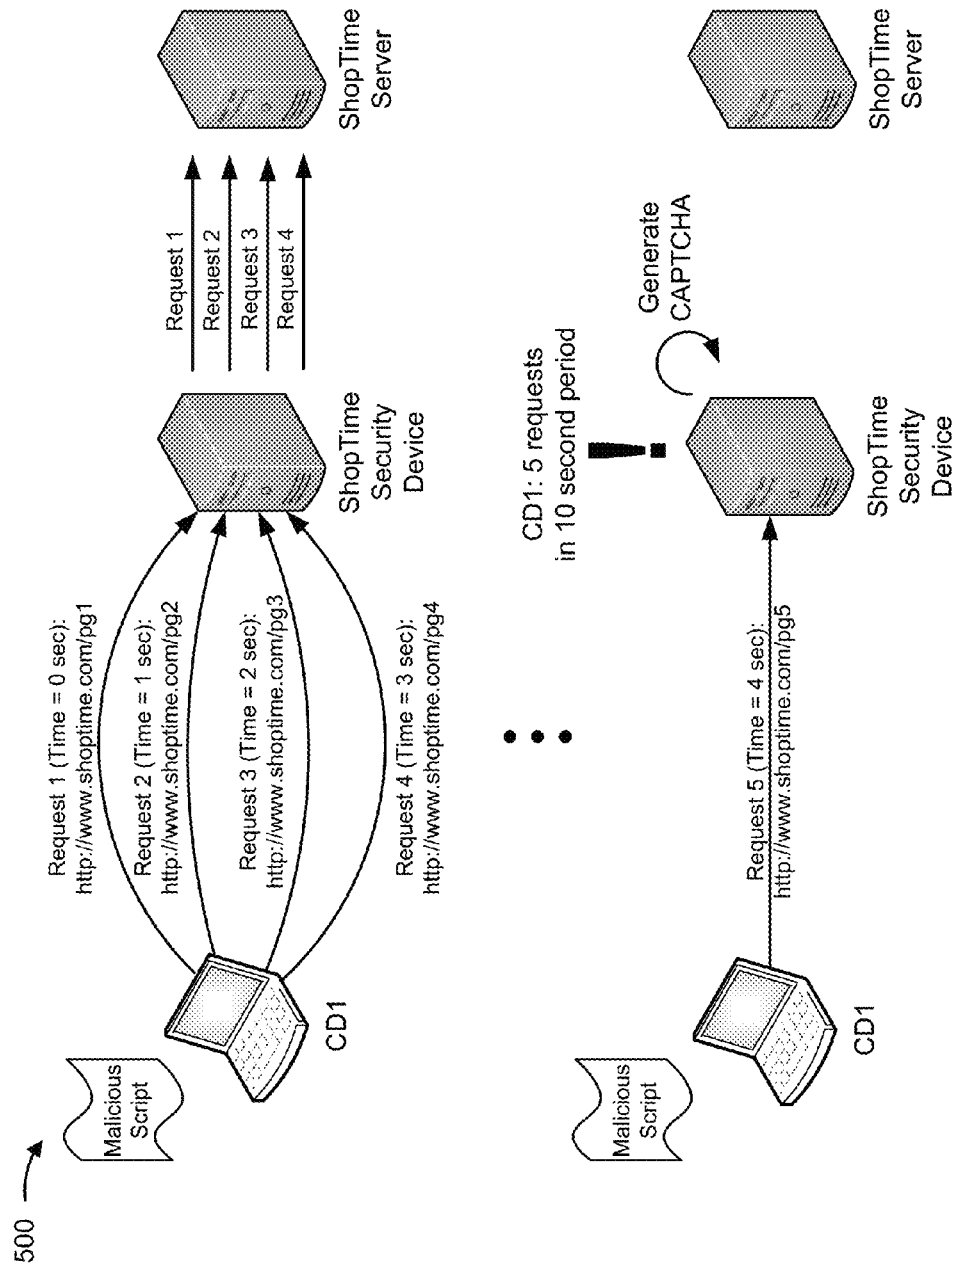 500
Malicious
Script
CD1
Request 1 (Time = 0 sec):
http://www.shoptime.com/pg1
Request 2 (Time = 1 sec):
http://www.shoptime.com/pg2
Request 3 (Time = 2 sec):
http://www.shoptime.com/pg3
Request 4 (Time = 3 sec):
http://www.shoptime.com/pg4
ShopTime
Security
Device
Request 1
Request 2
Request 3
Request 4
ShopTime
Server
Malicious
Script
CD1
Request 5 (Time = 4 sec):
http://www.shoptime.com/pg5
CD1: 5 requests
in 10 second period
!
Generate
CAPTCHA
ShopTime
Security
Device
ShopTime
Server